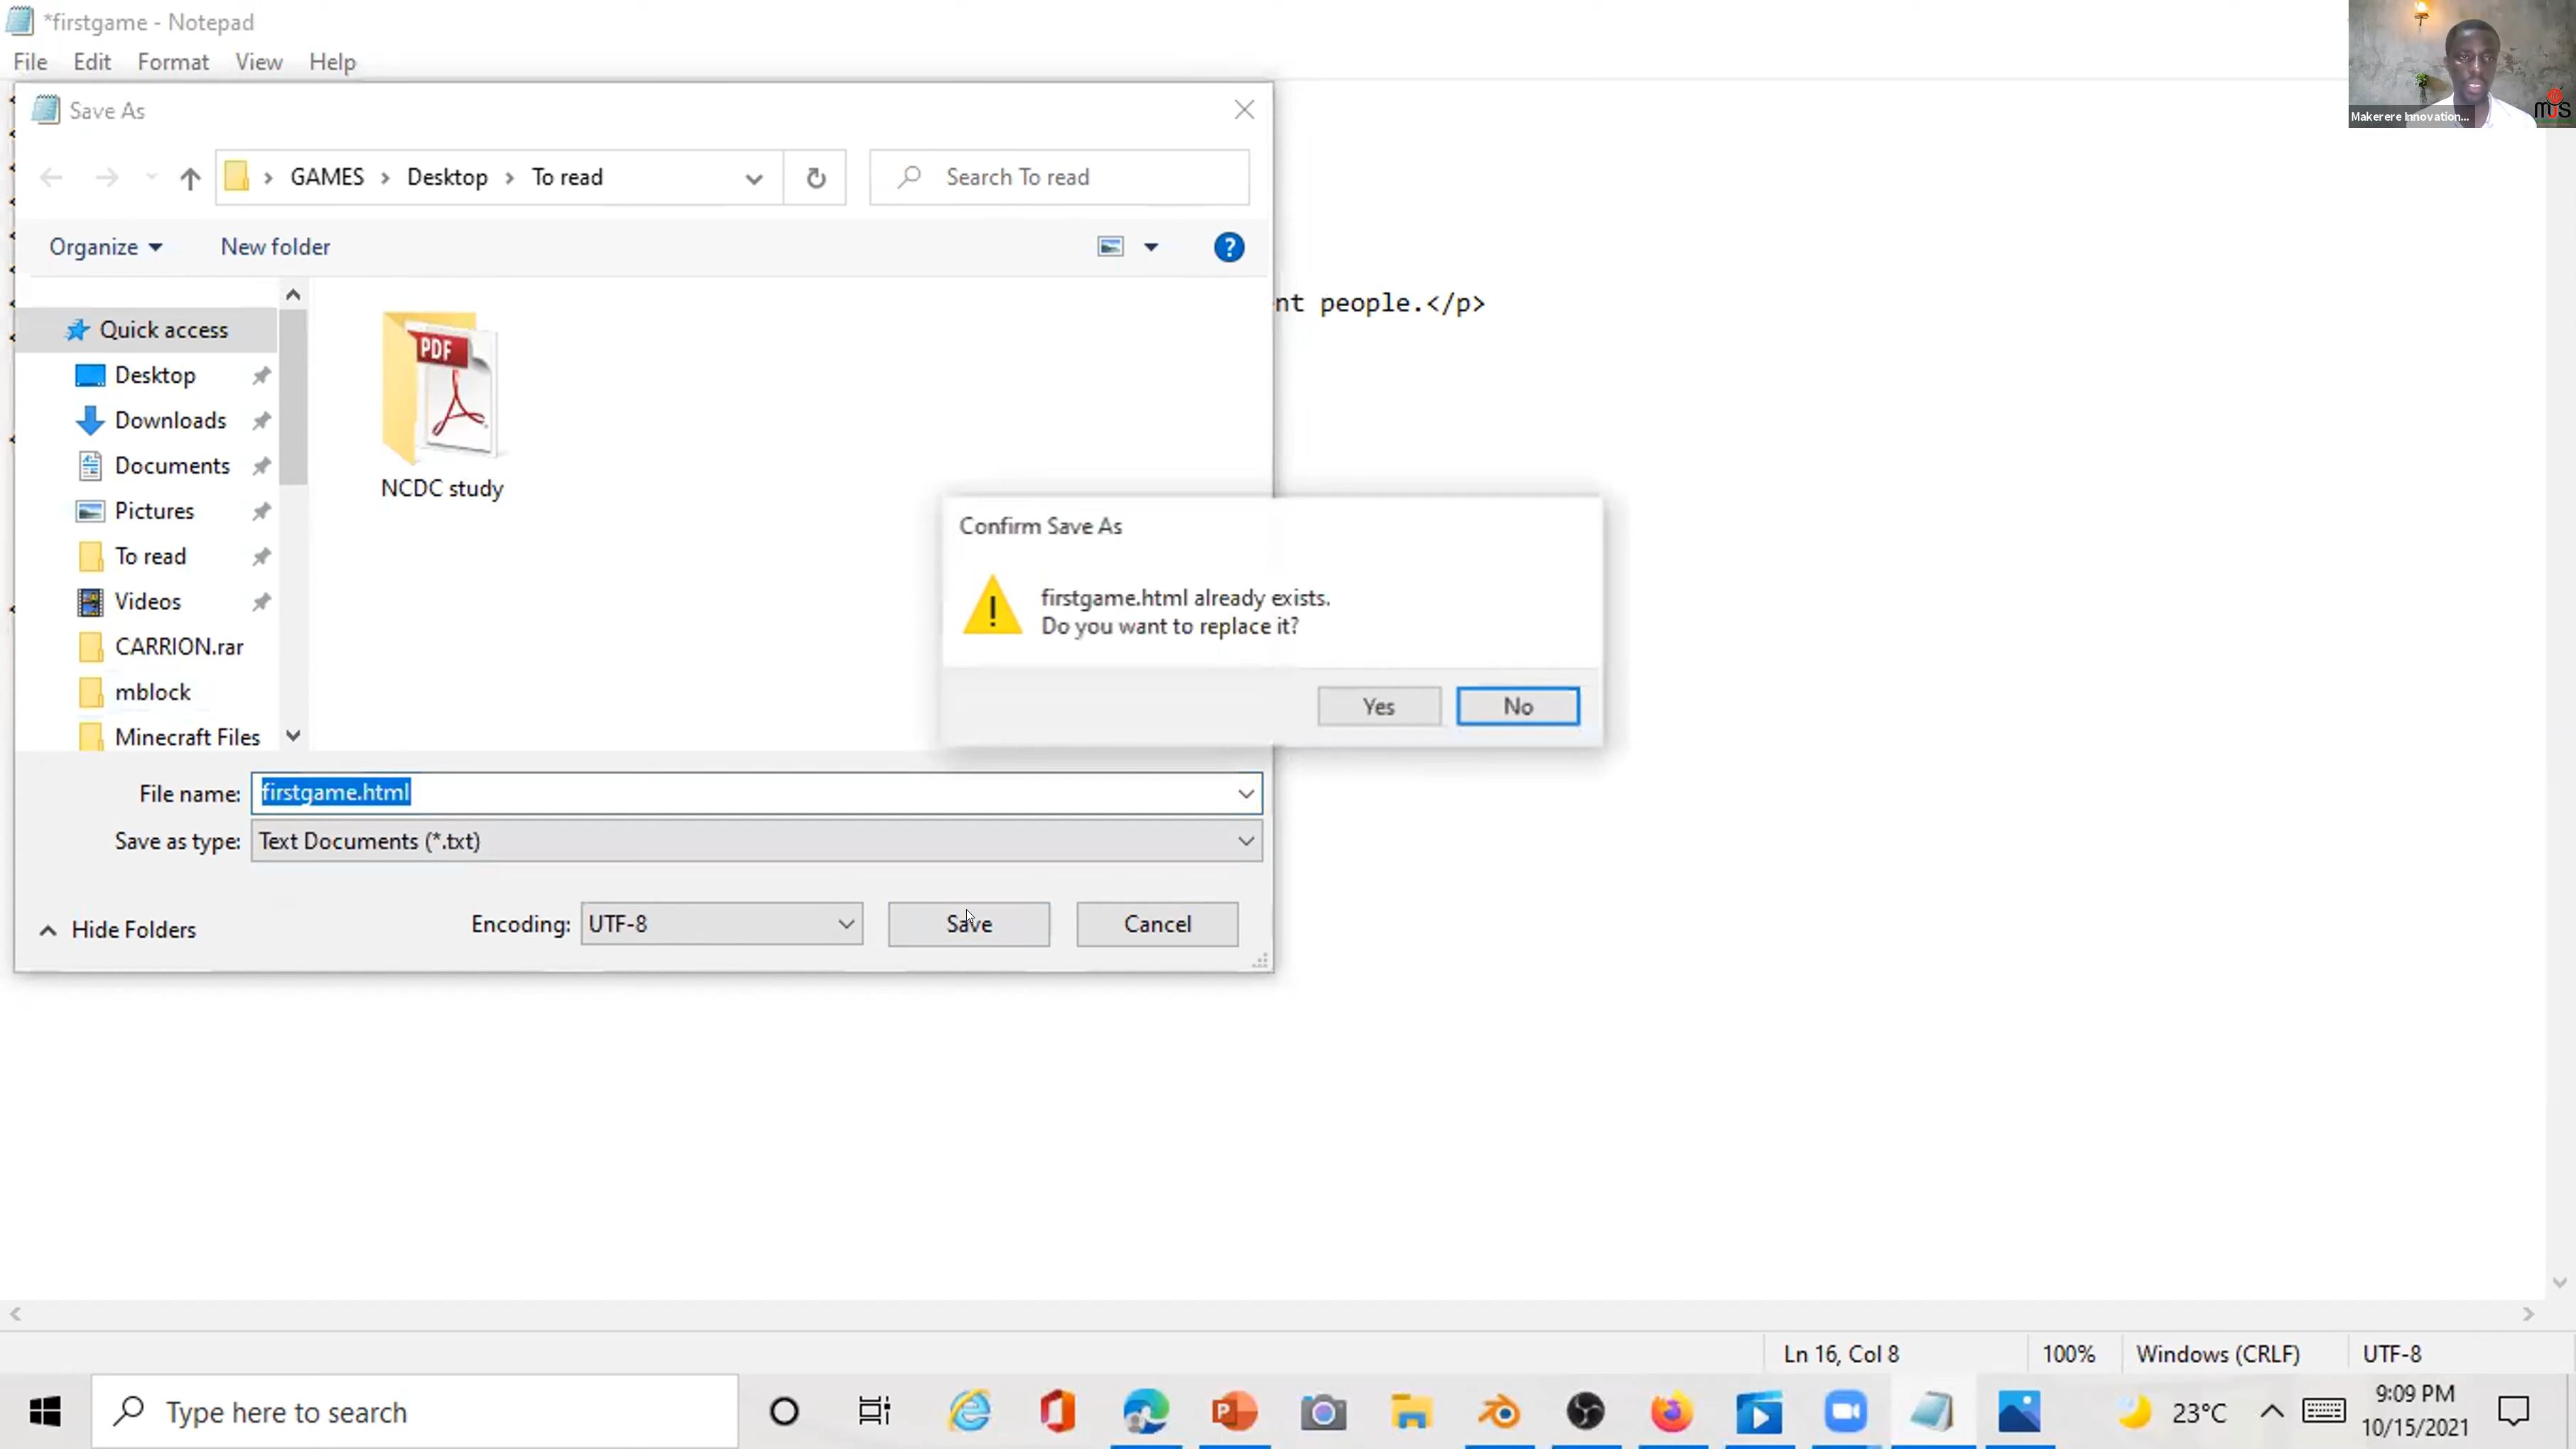 *firstgame - Notepad
File Edit Format View Help
Save As
GAMES › Desktop › To read
Search To read
Organize New folder
Quick access
Desktop
Downloads
Documents
Pictures
To read
Videos
CARRION.rar
mblock
Minecraft Files
PDF
NCDC study
nt people.</p>
Confirm Save As
firstgame.html already exists.
Do you want to replace it?
Yes No
File name: firstgame.html
Save as type: Text Documents (*.txt)
Hide Folders
Encoding: UTF-8 Save Cancel
Makerere Innovation...
mis
Ln 16, Col 8 100% Windows (CRLF) UTF-8
Type here to search
23°C
9:09 PM
10/15/2021